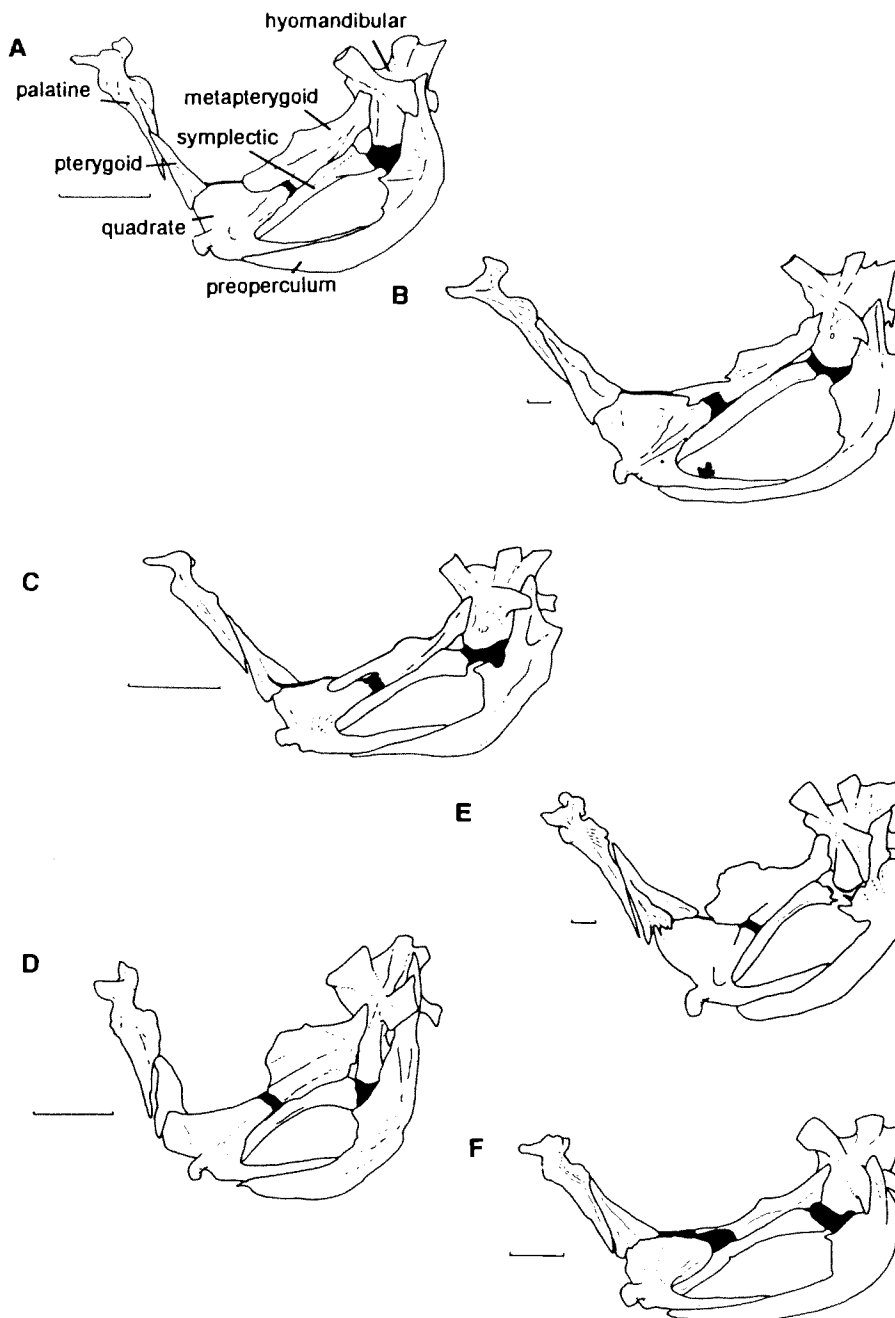 hyomandibular
A
palatine
metapterygoid
symplectic
pterygoid
quadrate
preoperculum
B
C
E
D
F